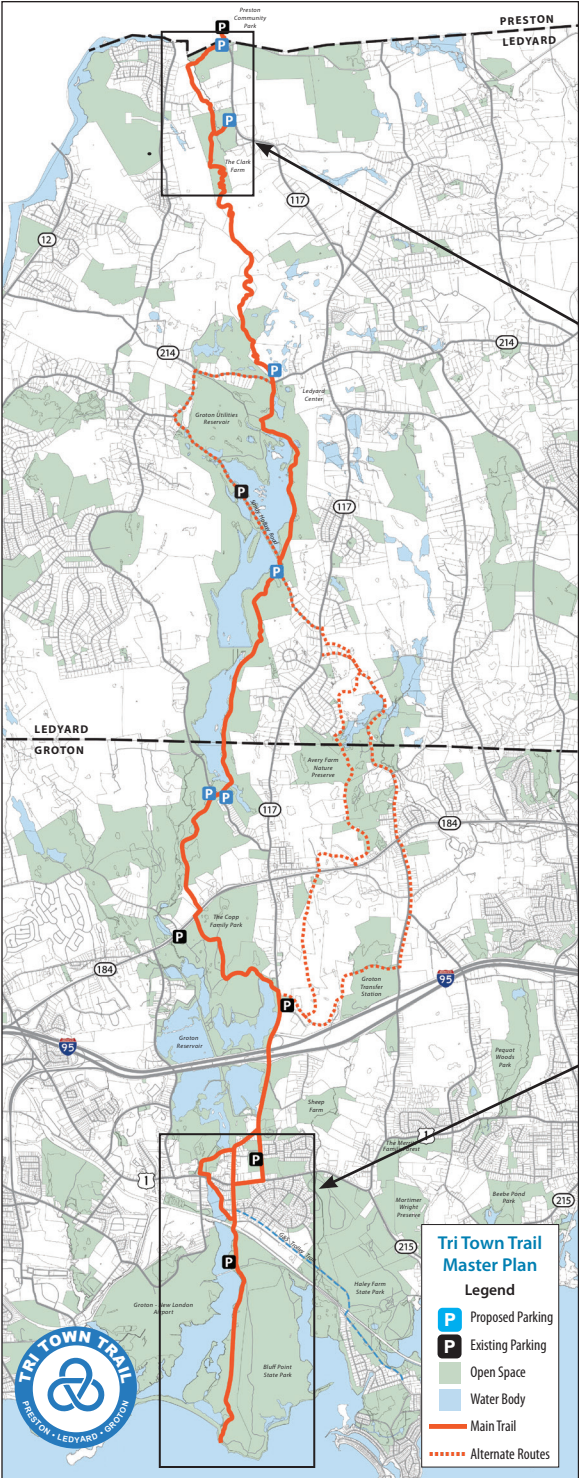 Preston
Community
Park
P
PRESTON
LEDYARD
P
P
The Clark
Farm
117
12
214
214
P
Ledyard
Center
Groton Utilities
Reservoir
P
117
P
LEDYARD
GROTON
Avery Farm
Nature
Preserve
P
P
117
184
The Copp
Family Park
P
184
Groton
Transfer
Station
95
P
Groton
Reservoir
95
Pequot
Woods
Park
Sheep
Farm
1
The Merritt
Family Forest
P
1
Mortimer
Wright
Preserve
Beebe Pond
Park
215
215
P
Haley Farm
State Park
Groton - New London
Airport
Bluff Point
State Park
Tri Town Trail
Master Plan
Legend
P Proposed Parking
P Existing Parking
Open Space
Water Body
Main Trail
Alternate Routes
TRI TOWN TRAIL
PRESTON • LEDYARD • GROTON